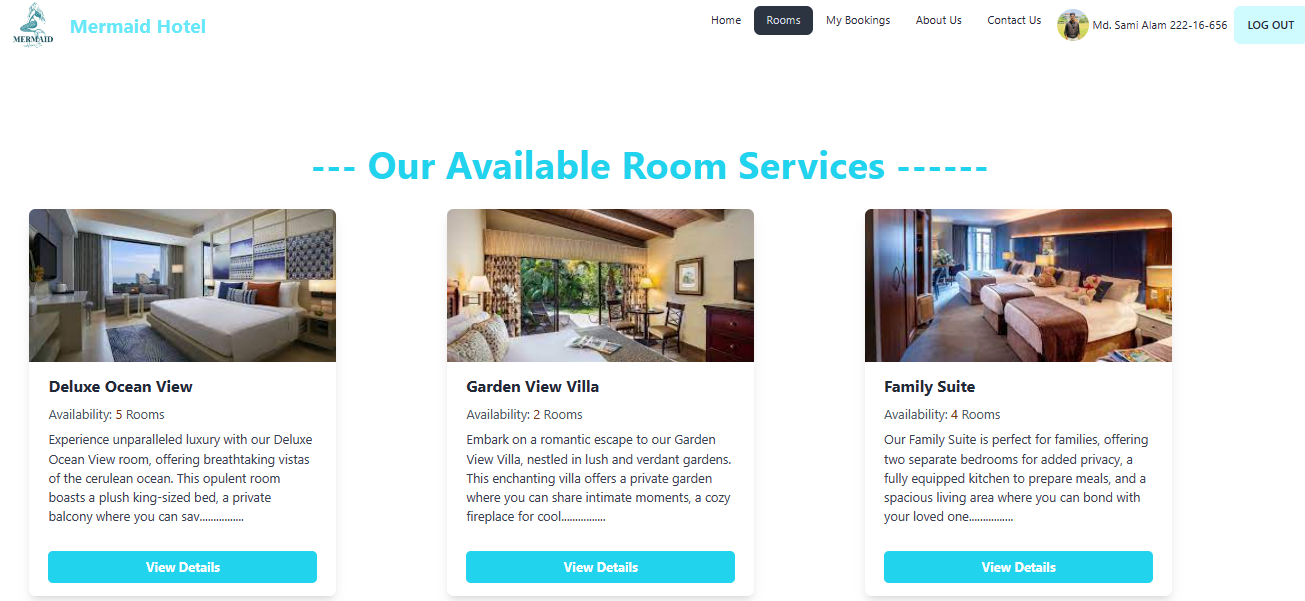 MERMAID
Mermaid Hotel
Home
Rooms
My Bookings
About Us
Contact Us
Md. Sami Alam 222-16-656
LOG OUT
--- Our Available Room Services ------
Deluxe Ocean View
Availability: 5 Rooms
Experience unparalleled luxury with our Deluxe
Ocean View room, offering breathtaking vistas
of the cerulean ocean. This opulent room
boasts a plush king-sized bed, a private
balcony where you can sav................
View Details
Garden View Villa
Availability: 2 Rooms
Embark on a romantic escape to our Garden
View Villa, nestled in lush and verdant gardens.
This enchanting villa offers a private garden
where you can share intimate moments, a cozy
fireplace for cool................
View Details
Family Suite
Availability: 4 Rooms
Our Family Suite is perfect for families, offering
two separate bedrooms for added privacy, a
fully equipped kitchen to prepare meals, and a
spacious living area where you can bond with
your loved one................
View Details